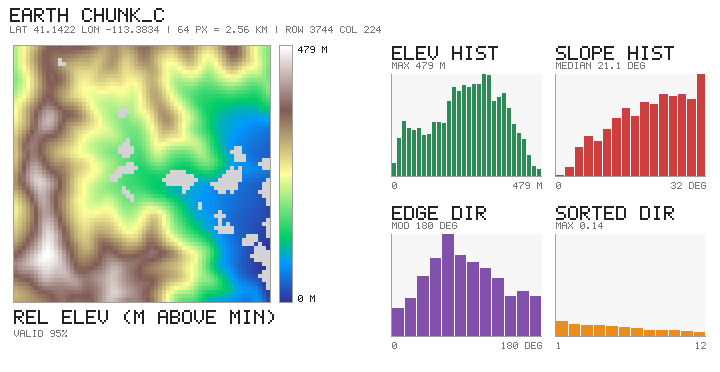 EARTH CHUNK_C
LAT 41.1422 LON -113.3834 | 64 PX = 2.56 KM | ROW 3744 COL 224
479 M
0 M
REL ELEV (M ABOVE MIN)
VALID 95%
ELEV HIST
MAX 479 M
0 479 M
SLOPE HIST
MEDIAN 21.1 DEG
0 32 DEG
EDGE DIR
MOD 180 DEG
0 180 DEG
SORTED DIR
MAX 0.14
1 12